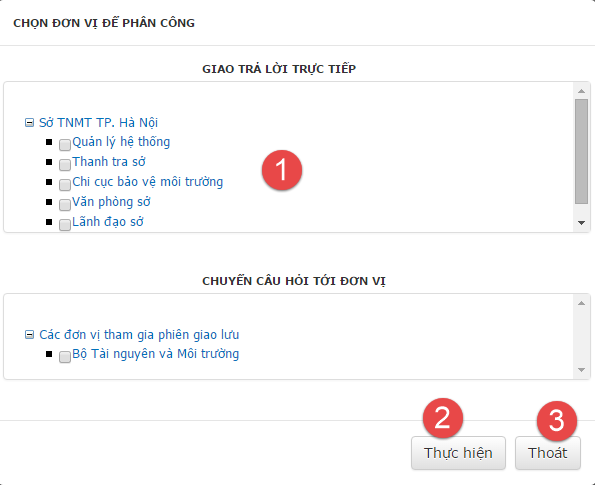 CHỌN ĐƠN VỊ ĐỂ PHÂN CÔNG
GIAO TRẢ LỜI TRỰC TIẾP
Sở TNMT TP. Hà Nội
Quản lý hệ thống
Thanh tra sở
1
Chi cục bảo vệ môi trường
Văn phòng sở
Lãnh đạo sở
CHUYỂN CÂU HỎI TỚI ĐƠN VỊ
Các đơn vị tham gia phiên giao lưu
Bộ Tài nguyên và Môi trường
2 3
Thực hiện Thoát